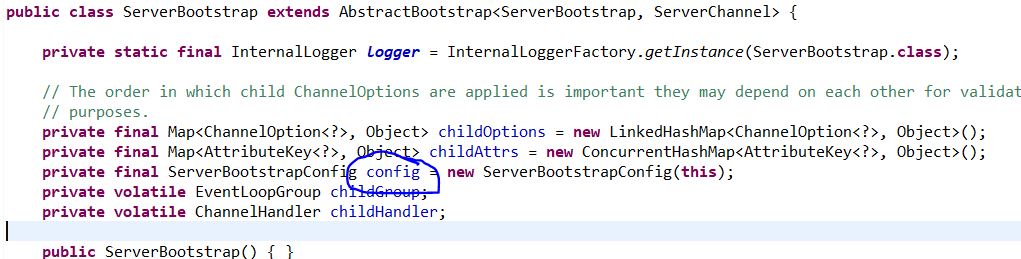 public class ServerBootstrap extends AbstractBootstrap<ServerBootstrap, ServerChannel> {
private static final InternalLogger logger = InternalLoggerFactory.getInstance(ServerBootstrap.class);
// The order in which child ChannelOptions are applied is important they may depend on each other for validat
// purposes.
private final Map<ChannelOption<?>, Object> childOptions = new LinkedHashMap<ChannelOption<?>, Object>();
private final Map<AttributeKey<?>, Object> childAttrs = new ConcurrentHashMap<AttributeKey<?>, Object>();
private final ServerBootstrapConfig config = new ServerBootstrapConfig(this);
private volatile EventLoopGroup childGroup;
private volatile ChannelHandler childHandler;
public ServerBootstrap() { }